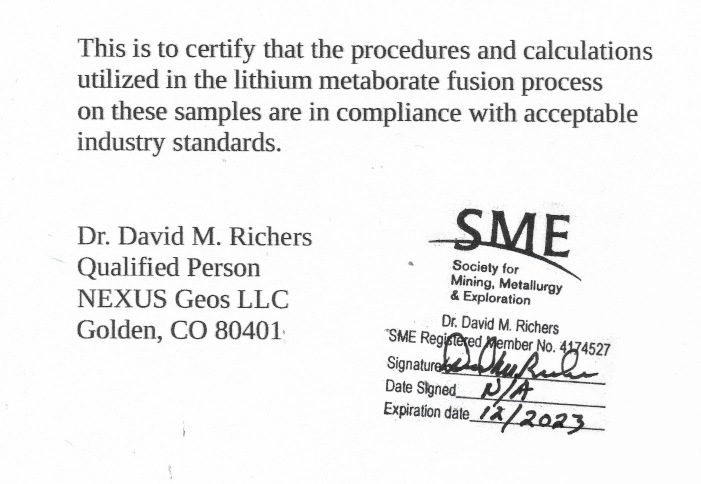 This is to certify that the procedures and calculations
utilized in the lithium metaborate fusion process
on these samples are in compliance with acceptable
industry standards.
Dr. David M. Richers
Qualified Person
NEXUS Geos LLC
Golden, CO 80401
SME
Society for
Mining, Metallurgy
& Exploration
Dr. David M. Richers
SME Registered Member No. 4174527
Signature
Date Signed N/A
Expiration date 12/2023